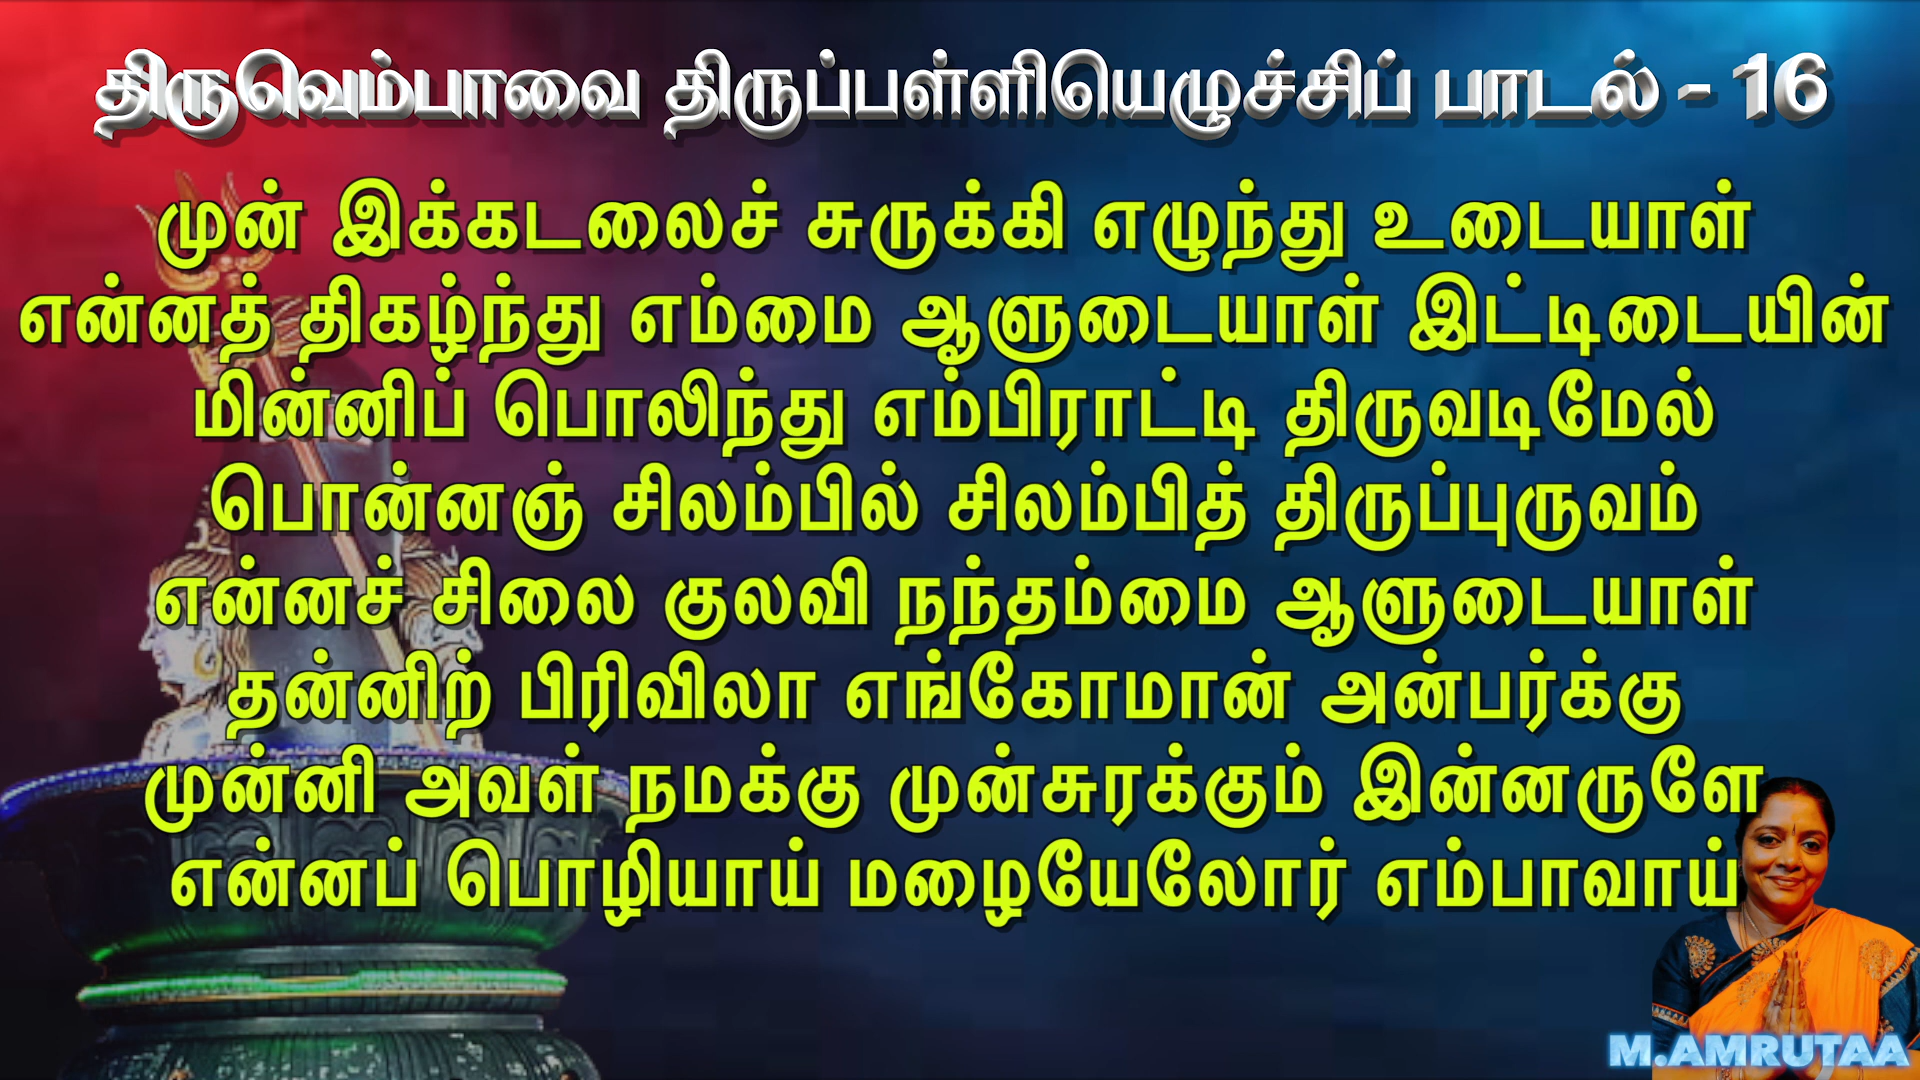 திருவெம்பாவை திருப்பள்ளியெழுச்சிப் பாடல் - 16
முன் இக்கடலைச் சுருக்கி எழுந்து உடையாள்
என்னத் திகழ்ந்து எம்மை ஆளுடையாள் இட்டிடையின்
மின்னிப் பொலிந்து எம்பிராட்டி திருவடிமேல்
பொன்னஞ் சிலம்பில் சிலம்பித் திருப்புருவம்
என்னச் சிலை குலவி நந்தம்மை ஆளுடையாள்
தன்னிற் பிரிவிலா எங்கோமான் அன்பர்க்கு
முன்னி அவள் நமக்கு முன்சுரக்கும் இன்னருளே
என்னப் பொழியாய் மழையேலோர் எம்பாவாய்
M.AMRUTAA